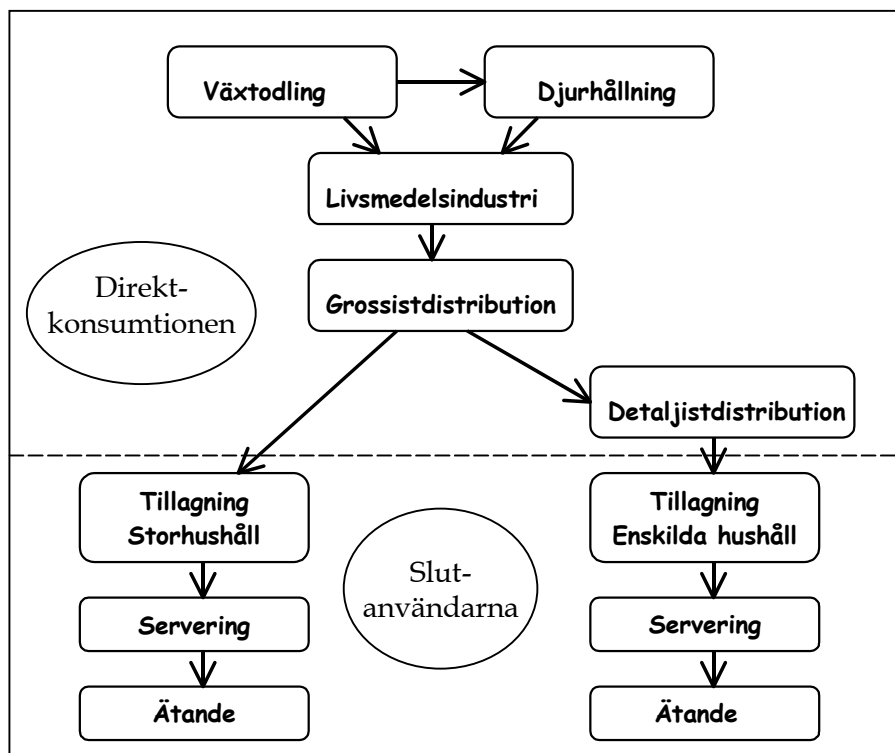 Växtodling
Djurhållning
Livsmedelsindustri
Direkt-
konsumtionen
Grossistdistribution
Detaljistdistribution
Tillagning
Storhushåll
Tillagning
Enskilda hushåll
Slut-
användarna
Servering
Servering
Ätande
Ätande